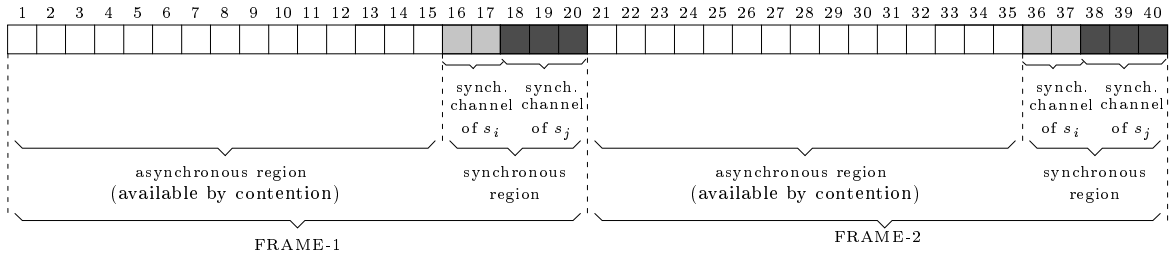 1 2 3 4 5 6 7 8 9 10 11 12 13 14 15 16 17 18 19 20 21 22 23 24 25 26 27 28 29 30 31 32 33 34 35 36 37 38 39 40
synch. synch. synch. synch.
channel channel channel channel
of s_i of s_j of s_i of s_j
asynchronous region synchronous asynchronous region synchronous
(available by contention) region (available by contention) region
FRAME-1 FRAME-2